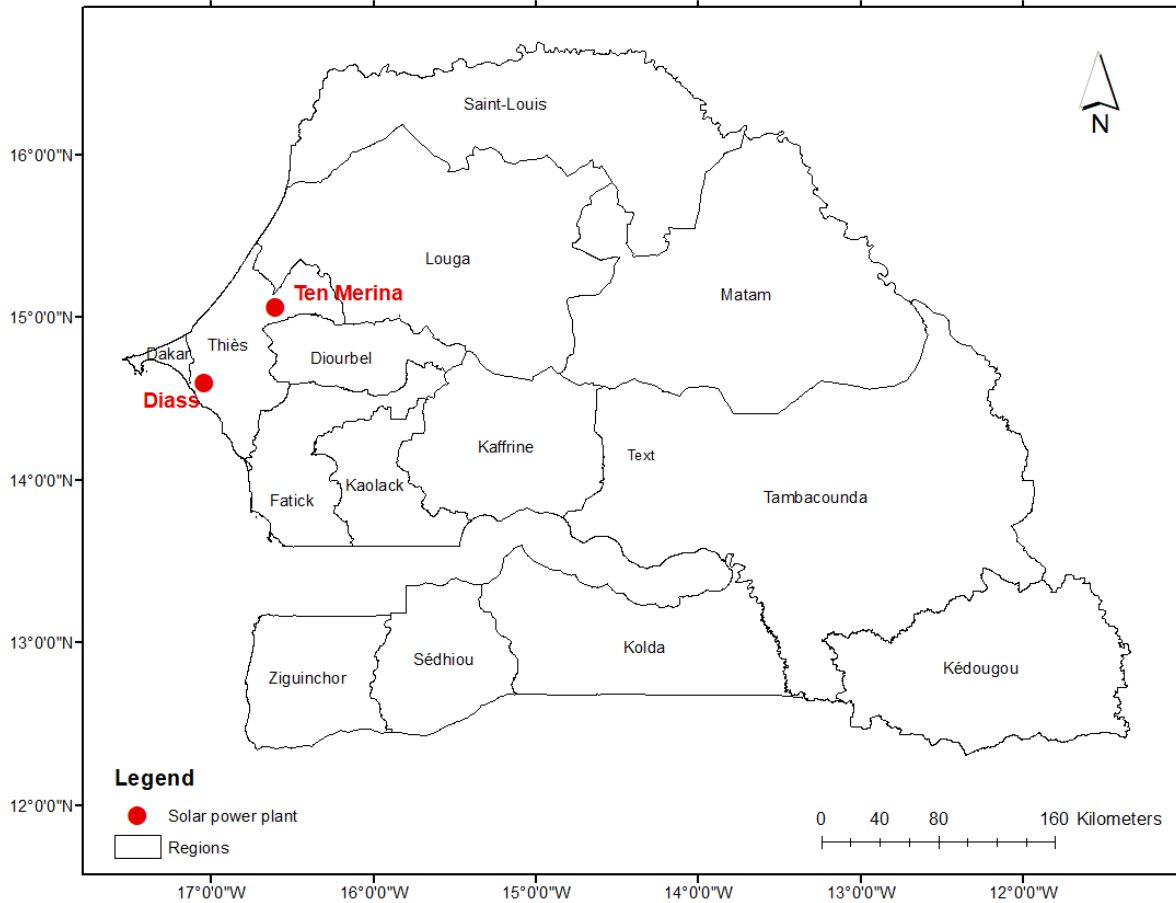 Saint-Louis
N
16°0'0"N
Louga
Ten Merina
Matam
15°0'0"N
Dakar
Thiès
Diourbel
Diass
Kaffrine
Text
14°0'0"N
Fatick
Kaolack
Tambacounda
13°0'0"N
Ziguinchor
Sédhiou
Kolda
Kédougou
Legend
12°0'0"N
Solar power plant
Regions
0 40 80 160 Kilometers
17°0'0"W 16°0'0"W 15°0'0"W 14°0'0"W 13°0'0"W 12°0'0"W